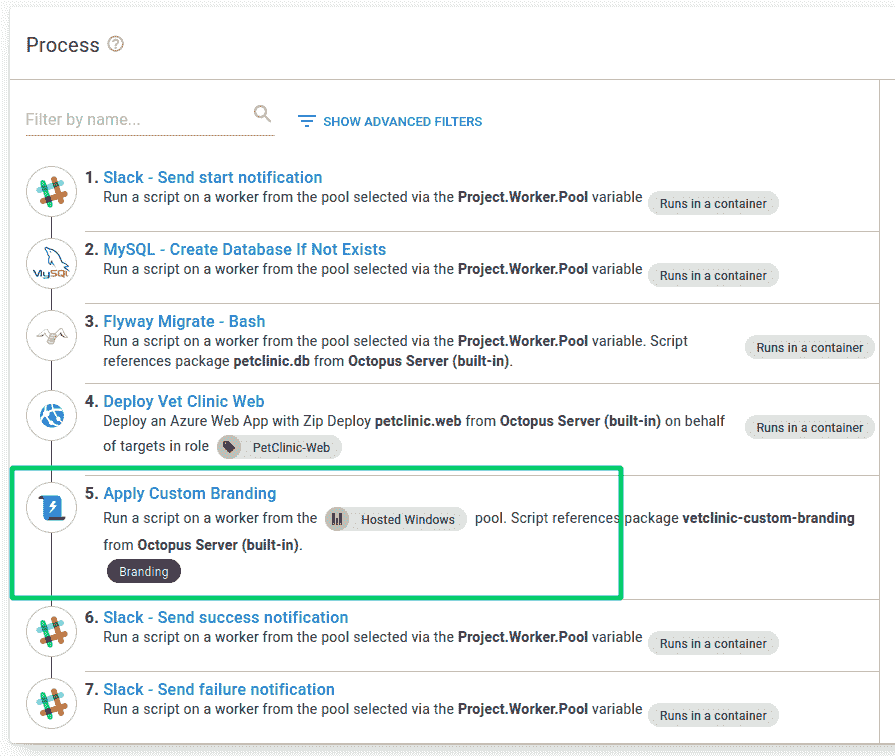 Process ?
Filter by name...
SHOW ADVANCED FILTERS
1. Slack - Send start notification
Run a script on a worker from the pool selected via the Project.Worker.Pool variable Runs in a container
MySQL
2. MySQL - Create Database If Not Exists
Run a script on a worker from the pool selected via the Project.Worker.Pool variable Runs in a container
3. Flyway Migrate - Bash
Run a script on a worker from the pool selected via the Project.Worker.Pool variable. Script
references package petclinic.db from Octopus Server (built-in).
Runs in a container
4. Deploy Vet Clinic Web
Deploy an Azure Web App with Zip Deploy petclinic.web from Octopus Server (built-in) on behalf
of targets in role PetClinic-Web
Runs in a container
5. Apply Custom Branding
Run a script on a worker from the Hosted Windows pool. Script references package vetclinic-custom-branding
from Octopus Server (built-in).
Branding
6. Slack - Send success notification
Run a script on a worker from the pool selected via the Project.Worker.Pool variable Runs in a container
7. Slack - Send failure notification
Run a script on a worker from the pool selected via the Project.Worker.Pool variable Runs in a container